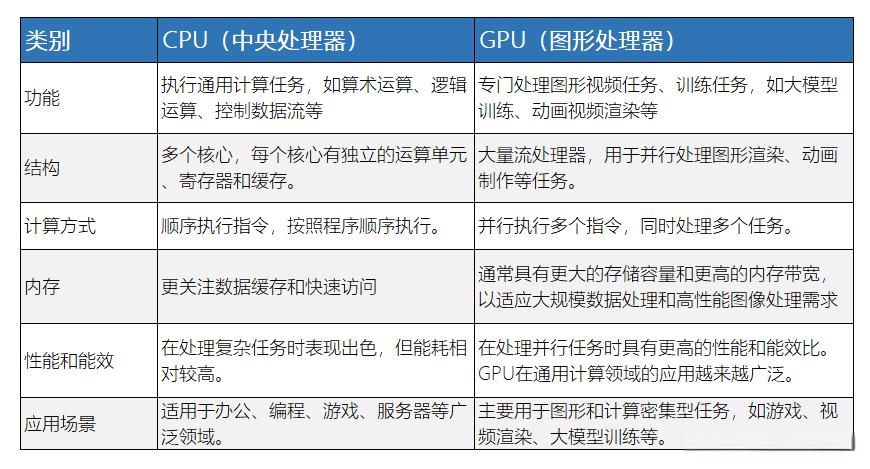 类别
CPU（中央处理器）
GPU（图形处理器）
功能
执行通用计算任务，如算术运算、逻辑
运算、控制数据流等
专门处理图形视频任务、训练任务，如大模型
训练、动画视频渲染等
结构
多个核心，每个核心有独立的运算单元
、寄存器和缓存。
大量流处理器，用于并行处理图形渲染、动画
制作等任务。
计算方式
顺序执行指令，按照程序顺序执行。
并行执行多个指令，同时处理多个任务。
内存
更关注数据缓存和快速访问
通常具有更大的存储容量和更高的内存带宽，
以适应大规模数据处理和高性能图像处理需求
性能和能效
在处理复杂任务时表现出色，但能耗相
对较高。
在处理并行任务时具有更高的性能和能效比。
GPU在通用计算领域的应用越来越广泛。
应用场景
适用于办公、编程、游戏、服务器等广
泛领域。
主要用于图形和计算密集型任务，如游戏、视
频渲染、大模型训练等。